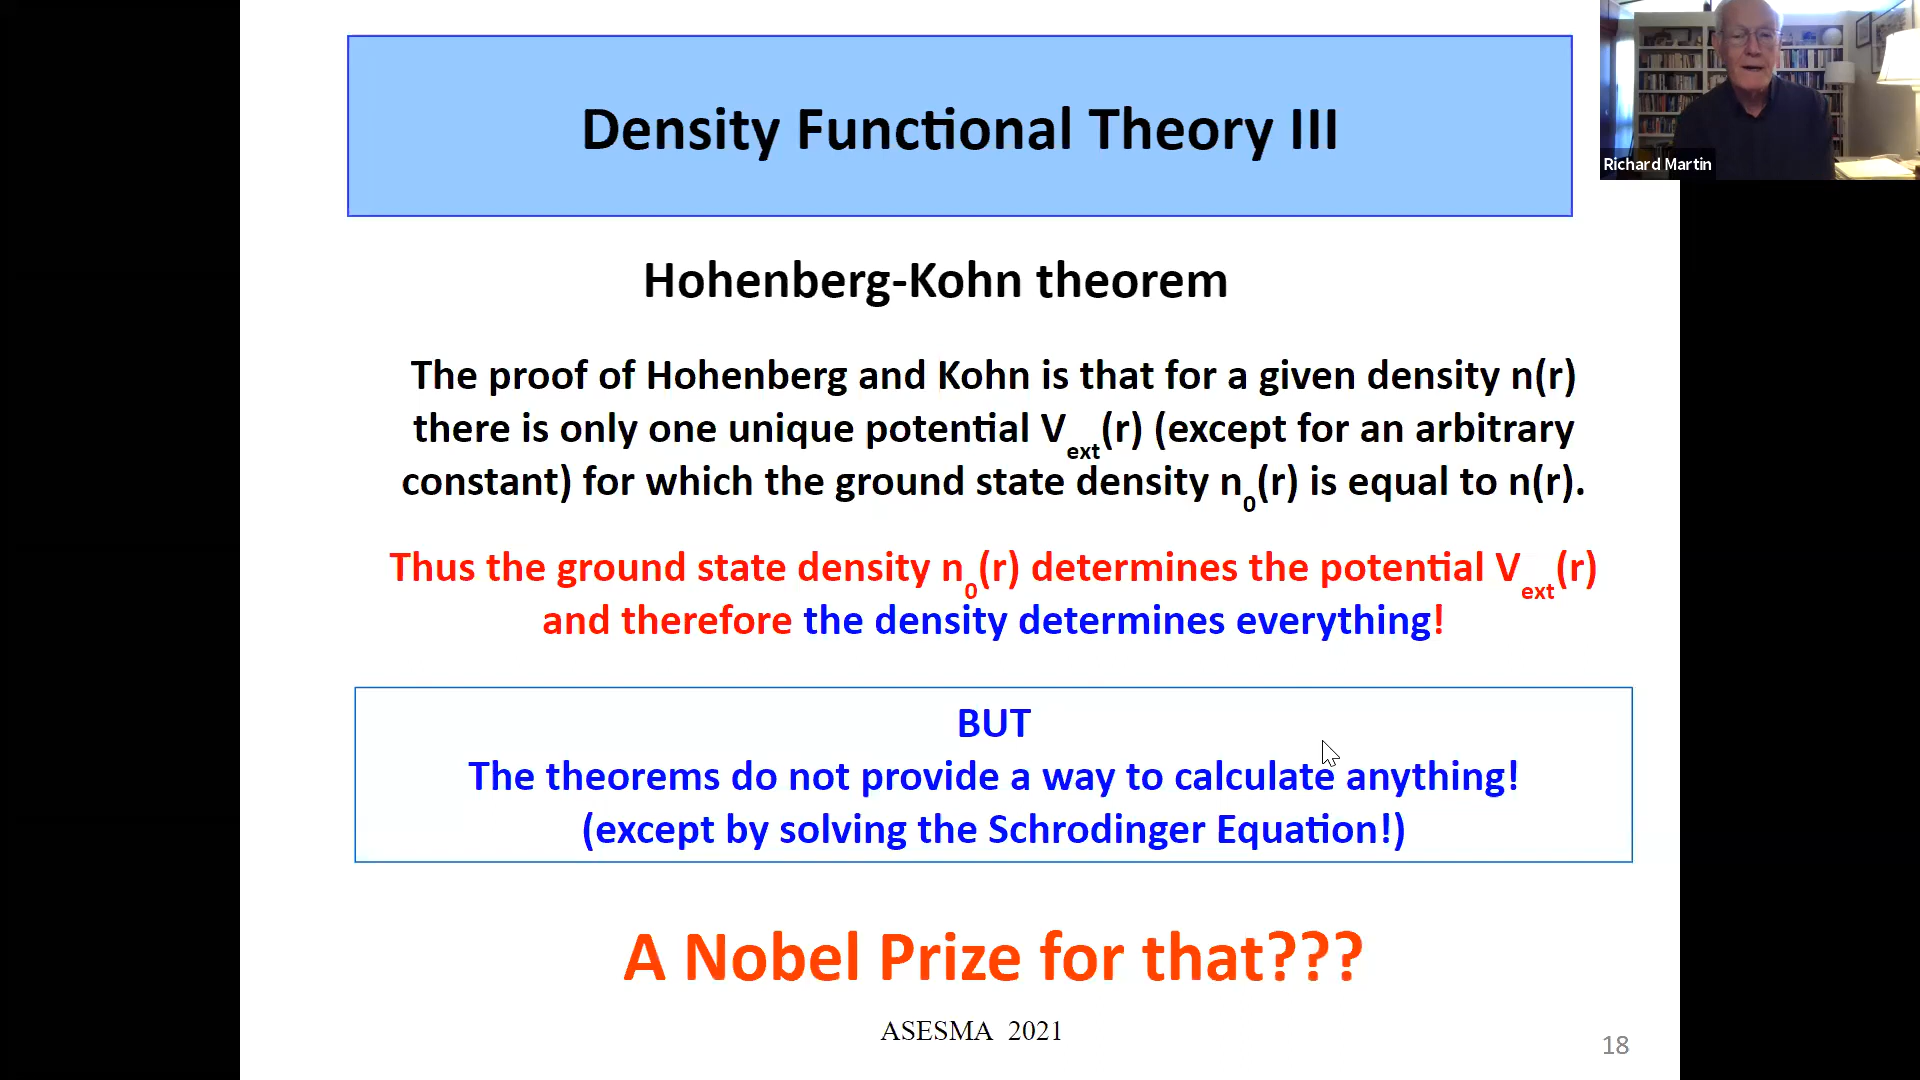 Density Functional Theory III
Richard Martin
Hohenberg-Kohn theorem
The proof of Hohenberg and Kohn is that for a given density n(r)
there is only one unique potential Vext(r) (except for an arbitrary
constant) for which the ground state density n0(r) is equal to n(r).
Thus the ground state density n0(r) determines the potential Vext(r)
and therefore the density determines everything!
BUT
The theorems do not provide a way to calculate anything!
(except by solving the Schrodinger Equation!)
A Nobel Prize for that???
ASESMA 2021
18